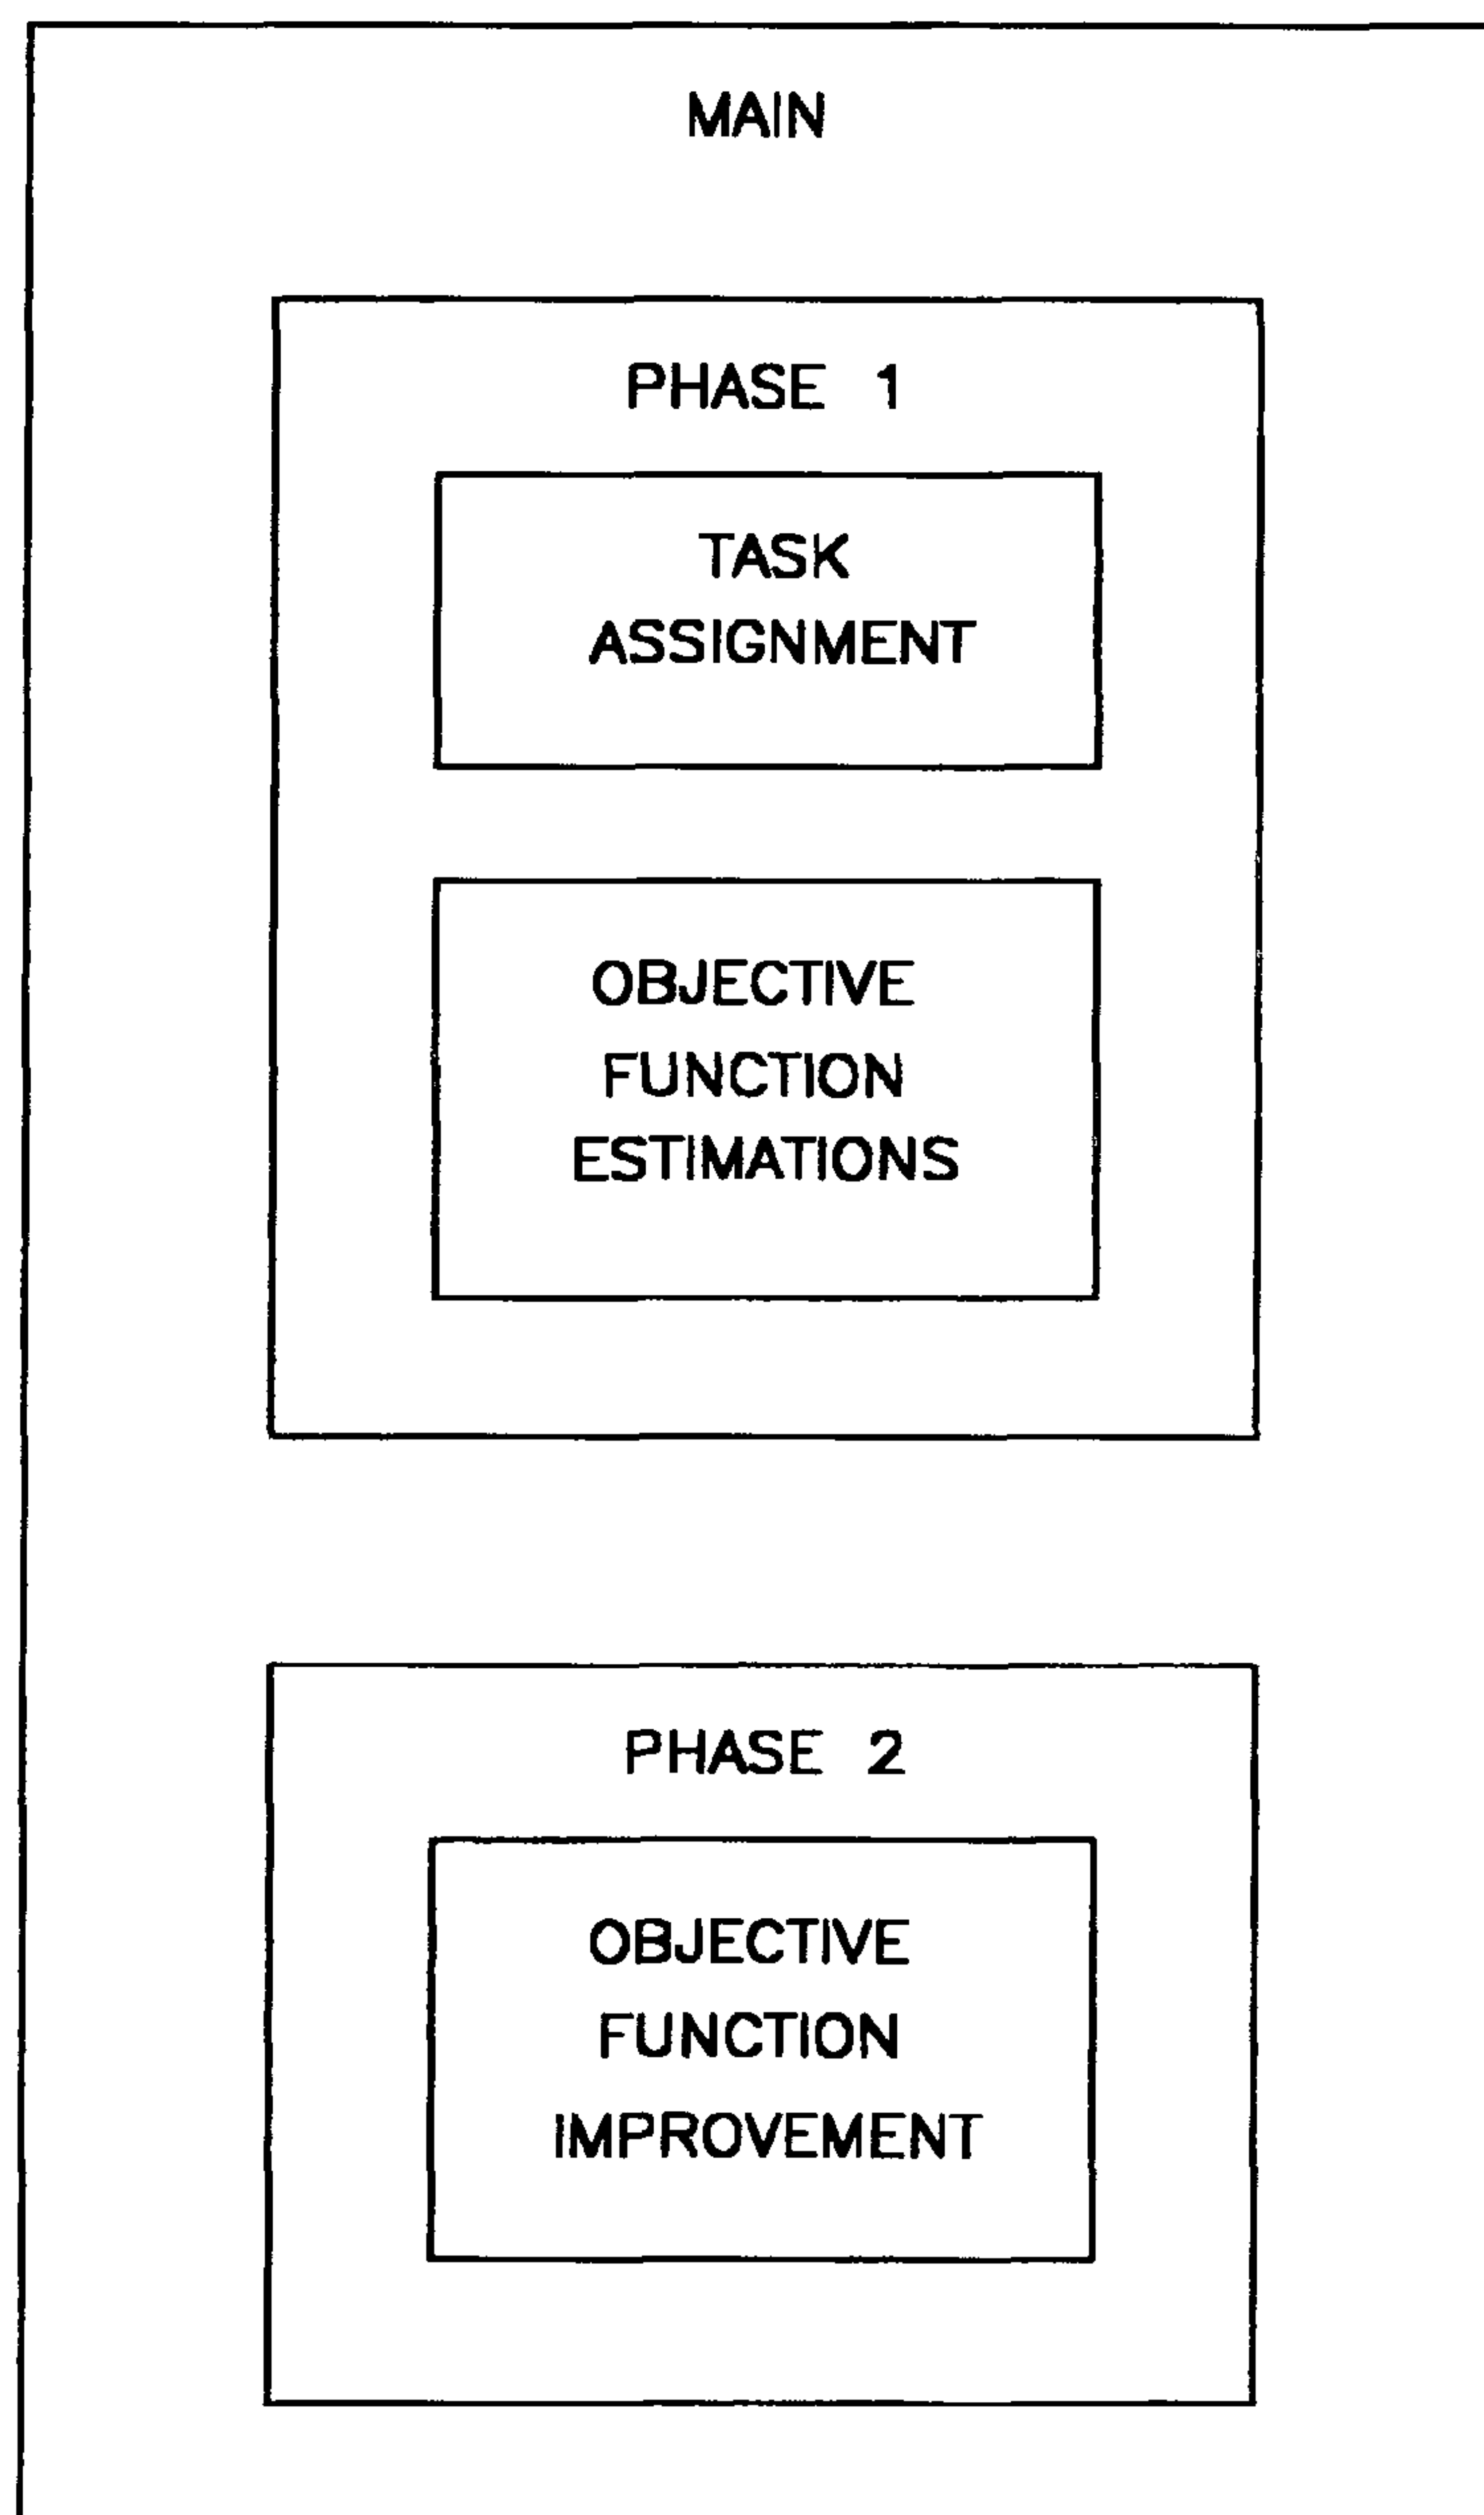 MAIN
PHASE 1
TASK
ASSIGNMENT
OBJECTIVE
FUNCTION
ESTIMATIONS
PHASE 2
OBJECTIVE
FUNCTION
IMPROVEMENT